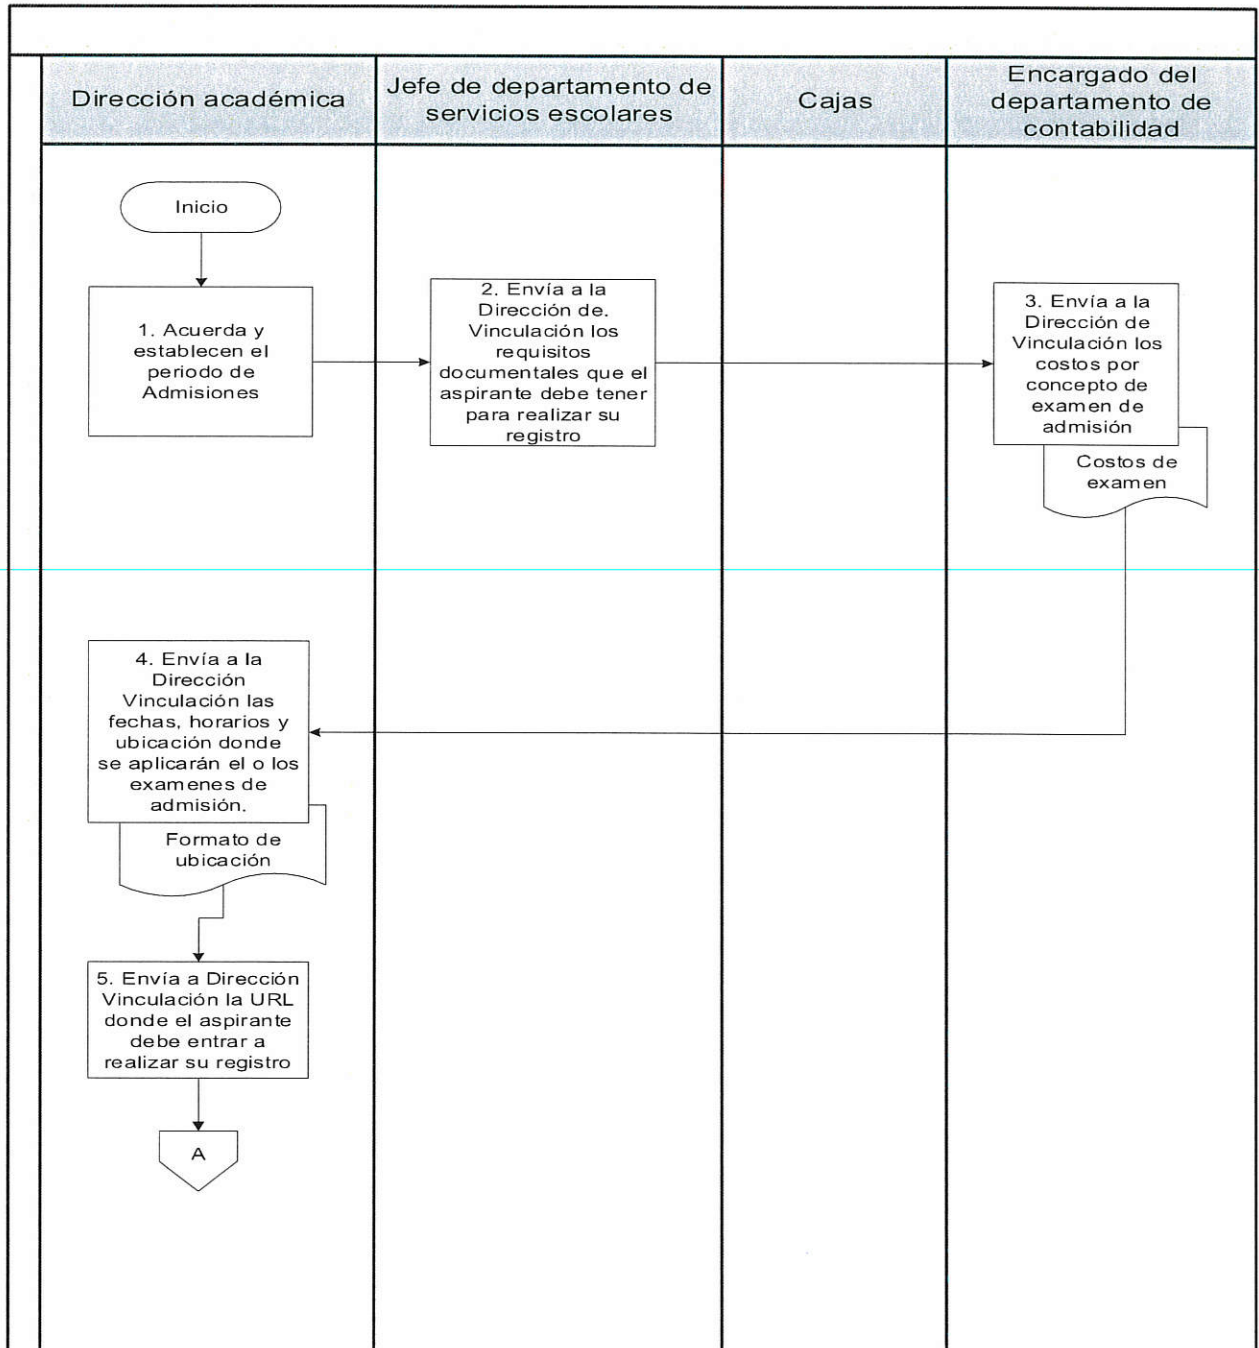 Dirección académica
Jefe de departamento de
servicios escolares
Cajas
Encargado del
departamento de
contabilidad
Inicio
1. Acuerda y
establecen el
periodo de
Admisiones
2. Envía a la
Dirección de.
Vinculación los
requisitos
documentales que el
aspirante debe tener
para realizar su
registro
3. Envía a la
Dirección de
Vinculación los
costos por
concepto de
examen de
admisión
Costos de
examen
4. Envía a la
Dirección
Vinculación las
fechas, horarios y
ubicación donde
se aplicarán el o los
examenes de
admisión.
Formato de
ubicación
5. Envía a Dirección
Vinculación la URL
donde el aspirante
debe entrar a
realizar su registro
A